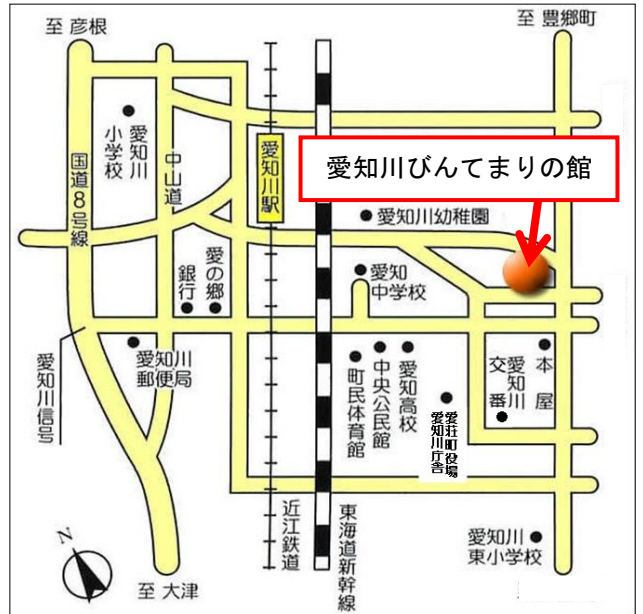 至 彦根
至 豊郷町
愛知川
小学校
国道8号線
中山道
愛知川駅
愛知川びんてまりの館
愛知川幼稚園
愛の郷
銀行
愛知
中学校
愛知川信号
愛知川
郵便局
町民体育館
中央公民館
愛知高校
愛荘町役場
愛知川庁舎
愛知川
交番
本屋
近江鉄道
東海道新幹線
愛知川
東小学校
N
至 大津